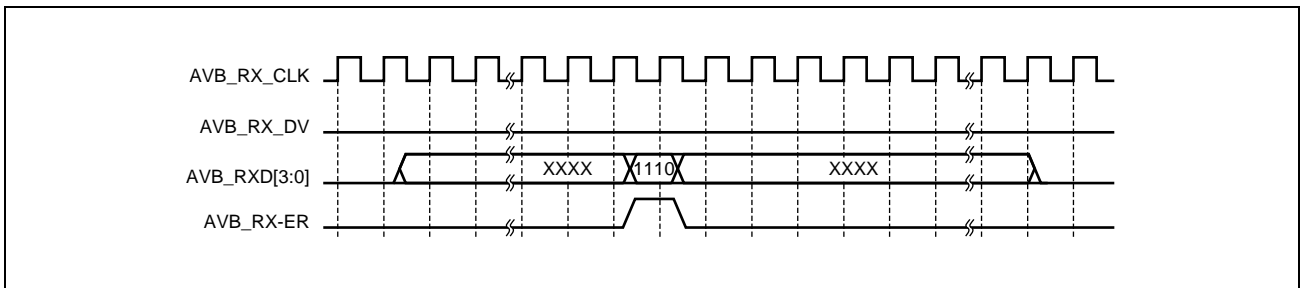 AVB_RX_CLK
AVB_RX_DV
AVB_RXD[3:0] XXXX 1110 XXXX
AVB_RX-ER